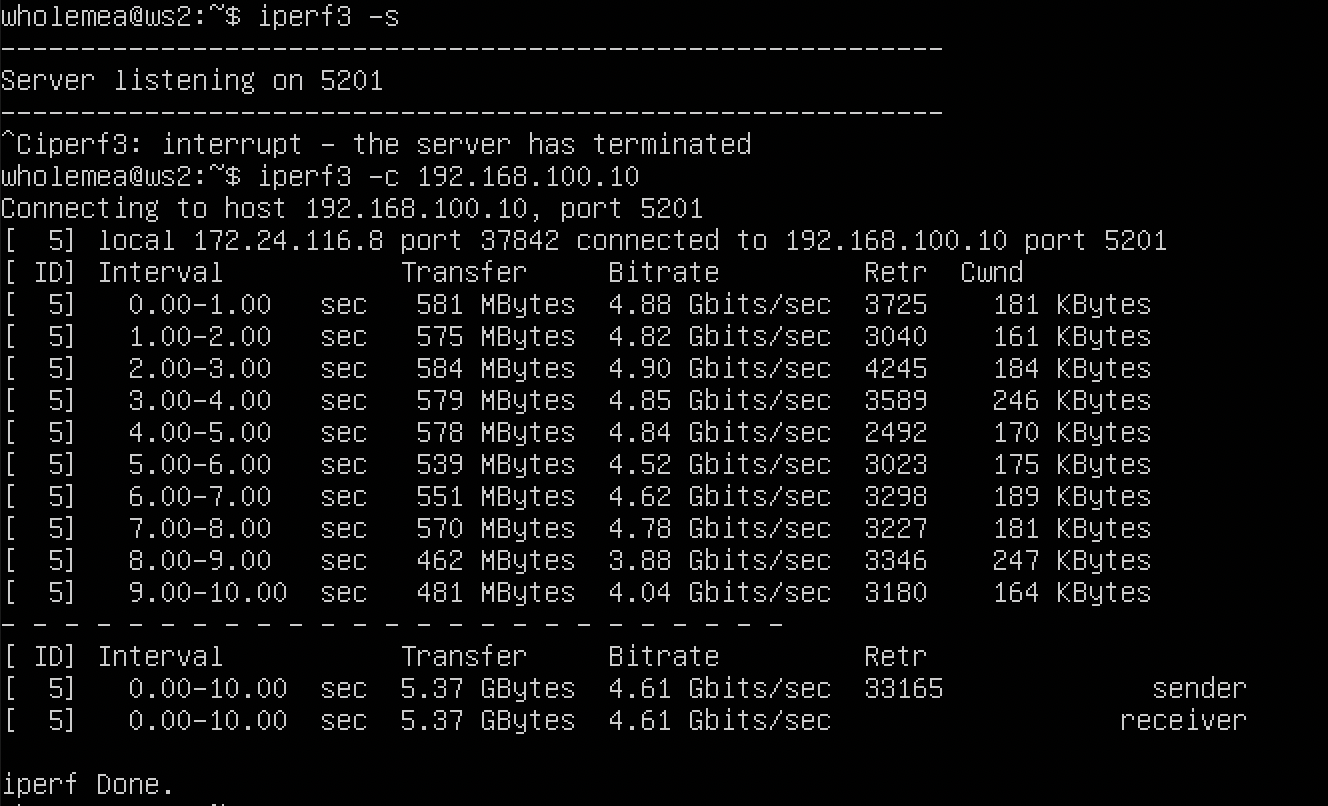 wholemea@ws2:~$ iperf3 -s
-----------------------------------------------------------
Server listening on 5201
-----------------------------------------------------------
^Ciperf3: interrupt - the server has terminated
wholemea@ws2:~$ iperf3 -c 192.168.100.10
Connecting to host 192.168.100.10, port 5201
[  5] local 172.24.116.8 port 37842 connected to 192.168.100.10 port 5201
[ ID] Interval           Transfer     Bitrate         Retr  Cwnd
[  5]   0.00-1.00   sec   581 MBytes  4.88 Gbits/sec  3725    181 KBytes
[  5]   1.00-2.00   sec   575 MBytes  4.82 Gbits/sec  3040    161 KBytes
[  5]   2.00-3.00   sec   584 MBytes  4.90 Gbits/sec  4245    184 KBytes
[  5]   3.00-4.00   sec   579 MBytes  4.85 Gbits/sec  3589    246 KBytes
[  5]   4.00-5.00   sec   578 MBytes  4.84 Gbits/sec  2492    170 KBytes
[  5]   5.00-6.00   sec   539 MBytes  4.52 Gbits/sec  3023    175 KBytes
[  5]   6.00-7.00   sec   551 MBytes  4.62 Gbits/sec  3298    189 KBytes
[  5]   7.00-8.00   sec   570 MBytes  4.78 Gbits/sec  3227    181 KBytes
[  5]   8.00-9.00   sec   462 MBytes  3.88 Gbits/sec  3346    247 KBytes
[  5]   9.00-10.00  sec   481 MBytes  4.04 Gbits/sec  3180    164 KBytes
- - - - - - - - - - - - - - - - - - - - - - - - -
[ ID] Interval           Transfer     Bitrate         Retr
[  5]   0.00-10.00  sec  5.37 GBytes  4.61 Gbits/sec  33165             sender
[  5]   0.00-10.00  sec  5.37 GBytes  4.61 Gbits/sec                  receiver
iperf Done.